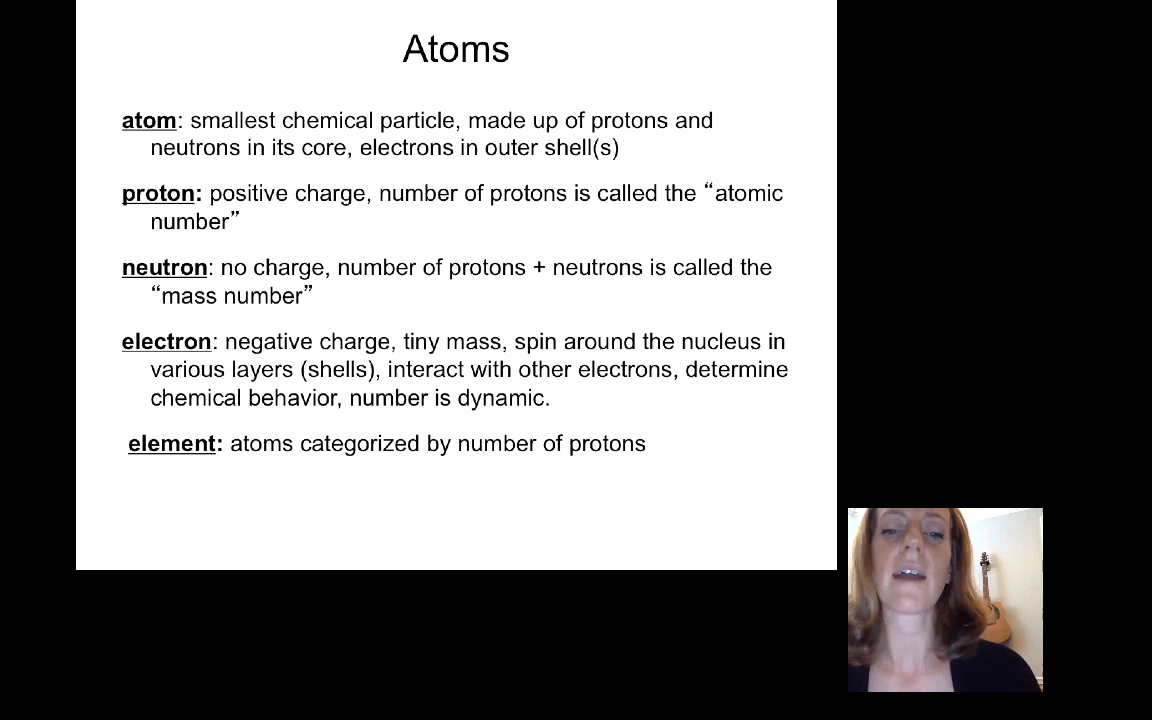 Atoms
atom: smallest chemical particle, made up of protons and
neutrons in its core, electrons in outer shell(s)
proton: positive charge, number of protons is called the “atomic
number”
neutron: no charge, number of protons + neutrons is called the
“mass number”
electron: negative charge, tiny mass, spin around the nucleus in
various layers (shells), interact with other electrons, determine
chemical behavior, number is dynamic.
element: atoms categorized by number of protons